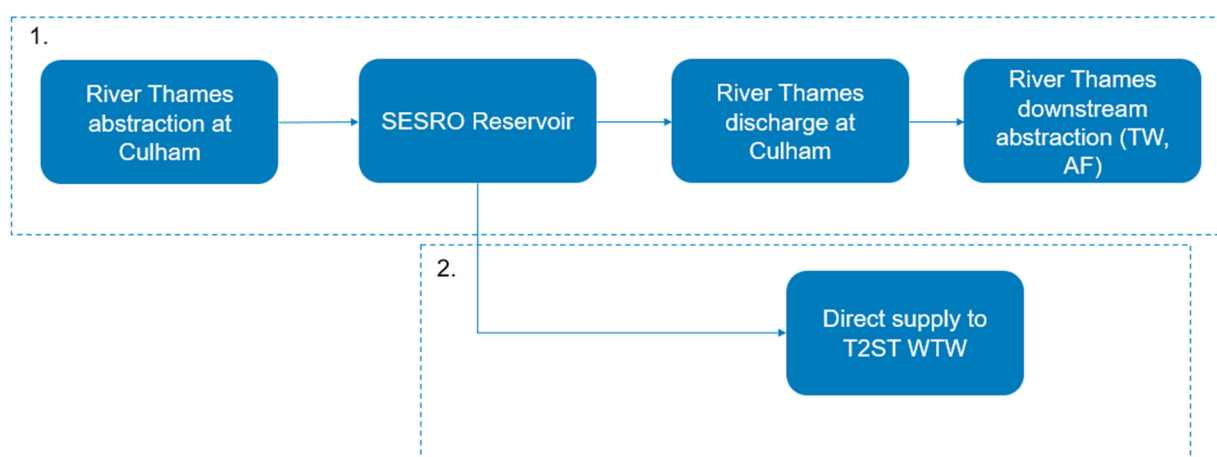 1.
River Thames
abstraction at
Culham
SESRO Reservoir
River Thames
discharge at
Culham
River Thames
downstream
abstraction (TW,
AF)
2.
Direct supply to
T2ST WTW